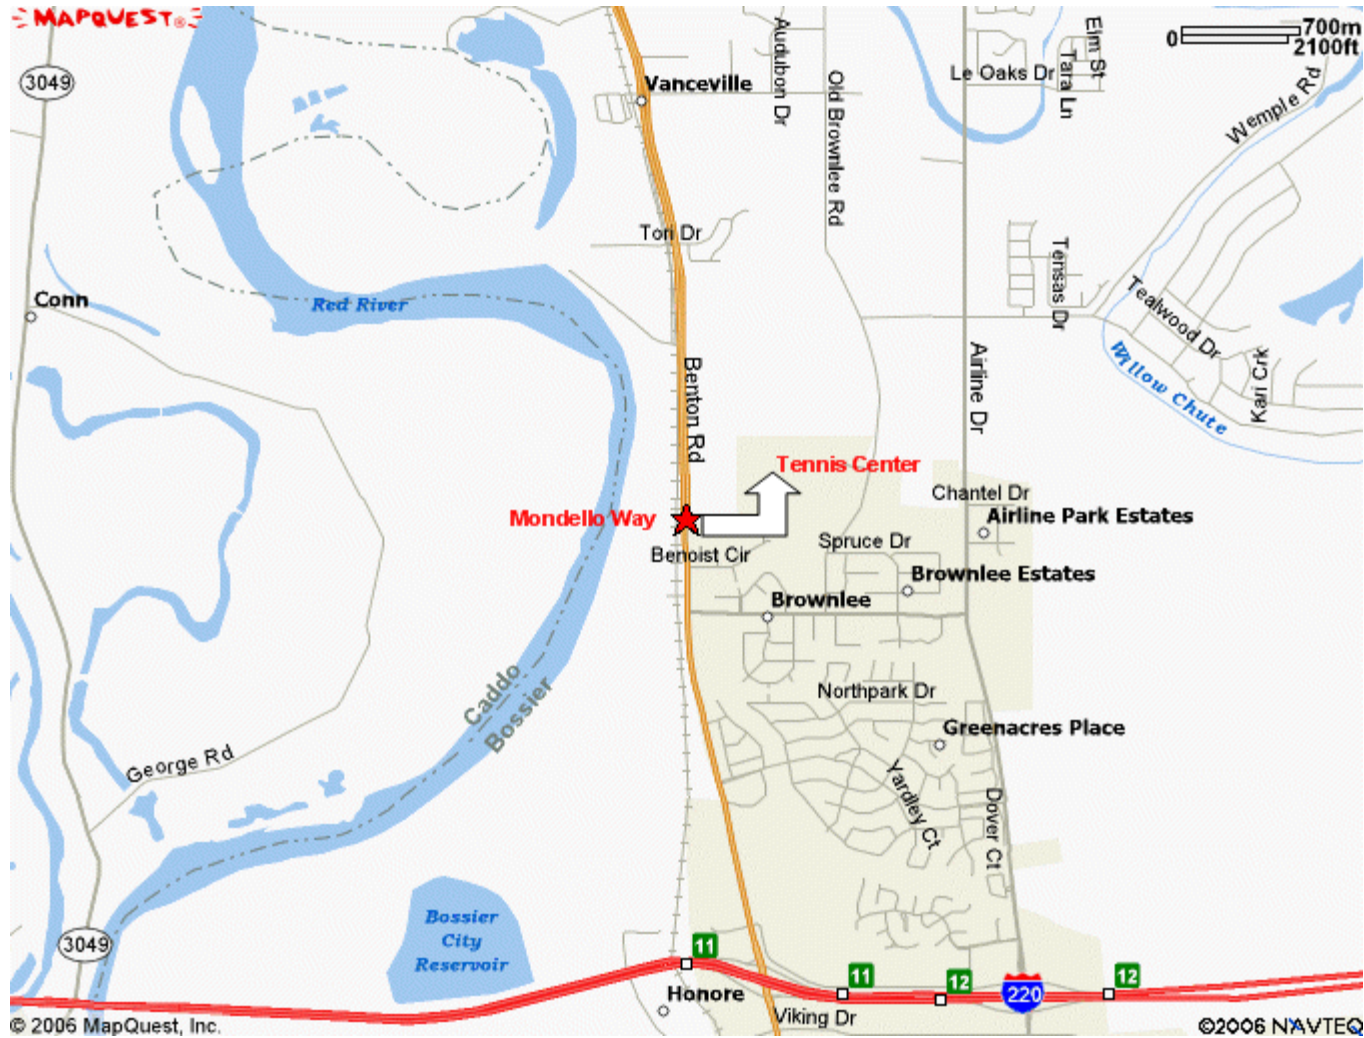 MAPQUEST®
0 700m
2100ft
3049
Vanceville
Audubon Dr
Old Brownlee Rd
Le Oaks Dr
Elm St
Tara Ln
Wemple Rd
Ton Dr
Tensas Dr
Conn
Red River
Tealwood Dr
Willow Chute
Kari Crk
Benton Rd
Airline Dr
Tennis Center
Chantel Dr
Mondello Way
Airline Park Estates
Benoist Cir
Spruce Dr
Brownlee Estates
Brownlee
Caddo
Bossier
Northpark Dr
Greenacres Place
George Rd
Yardley Ct
Dover Ct
Bossier
City
Reservoir
3049
11
11
12
12
220
Honore
Viking Dr
© 2006 MapQuest, Inc.
©2006 NAVTEQ